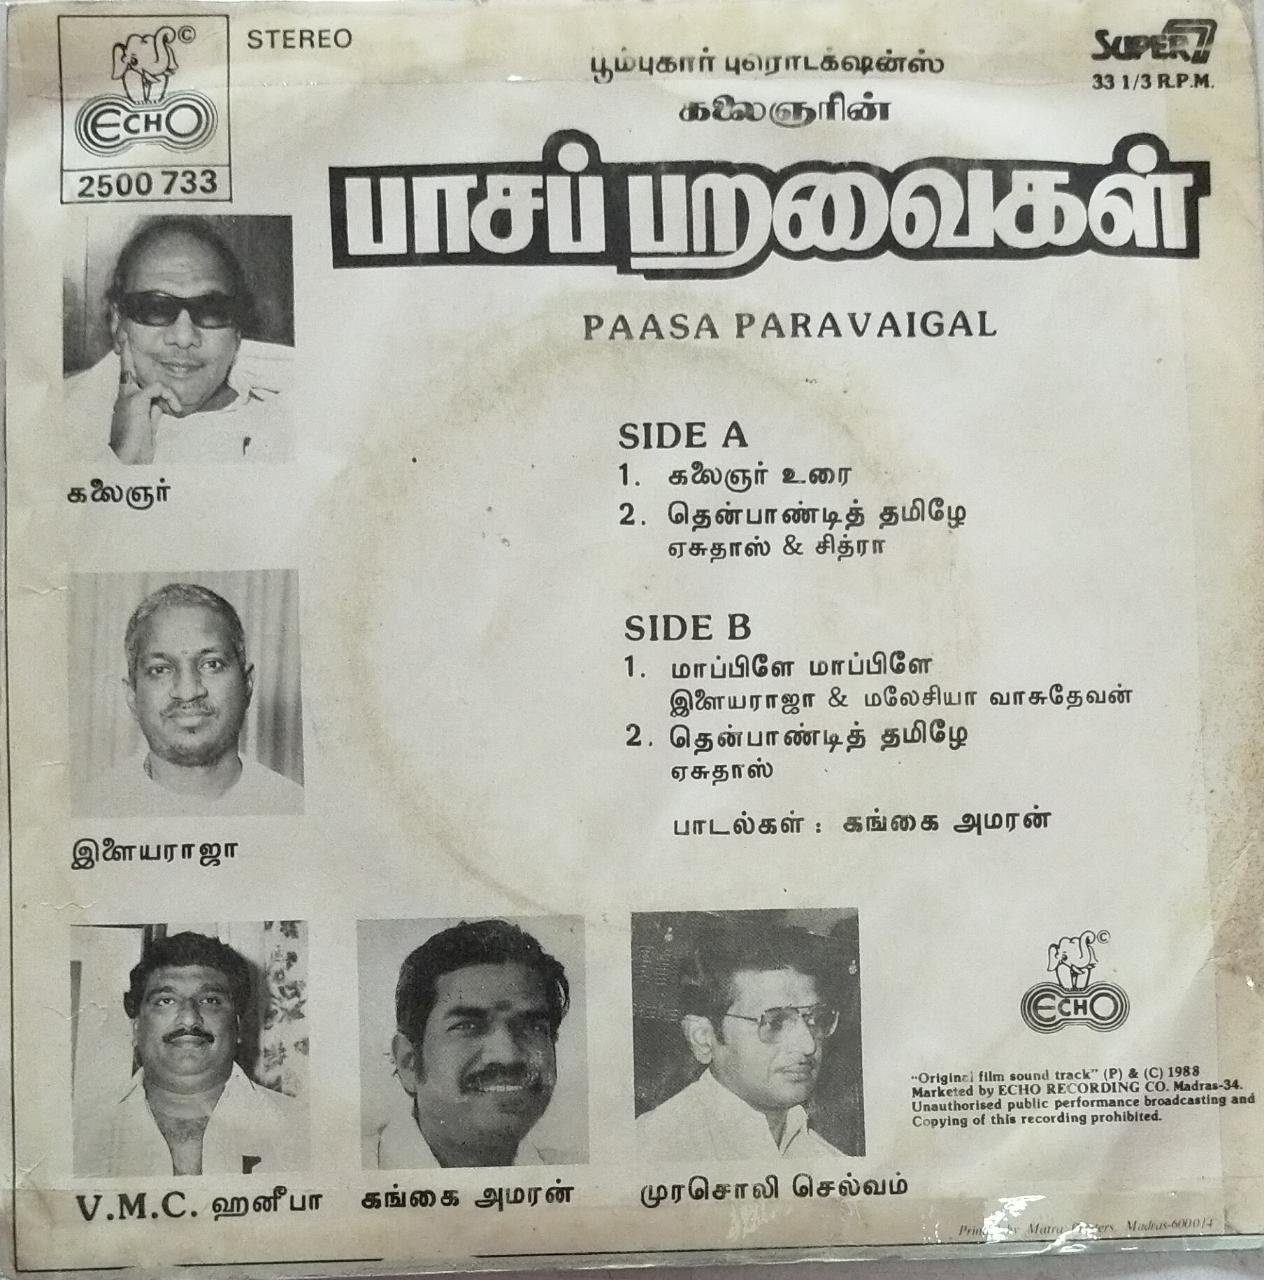 ©
ECHO
2500 733
STEREO
SUPER 7
33 1/3 R.P.M.
பூம்புகார் புரொடக்ஷன்ஸ்
கலைஞரின்
பாசப் பறவைகள்
PAASA PARAVAIGAL
கலைஞர்
SIDE A
1. கலைஞர் உரை
2. தென்பாண்டித் தமிழே
ஏசுதாஸ் & சித்ரா
இளையராஜா
SIDE B
1. மாப்பிளே மாப்பிளே
இளையராஜா & மலேசியா வாசுதேவன்
2. தென்பாண்டித் தமிழே
ஏசுதாஸ்
பாடல்கள் : கங்கை அமரன்
V.M.C. ஹனீபா
கங்கை அமரன்
முரசொலி செல்வம்
©
ECHO
"Original film sound track" (P) & (C) 1988
Marketed by ECHO RECORDING CO. Madras-34.
Unauthorised public performance broadcasting and
Copying of this recording prohibited.
Madras-600014